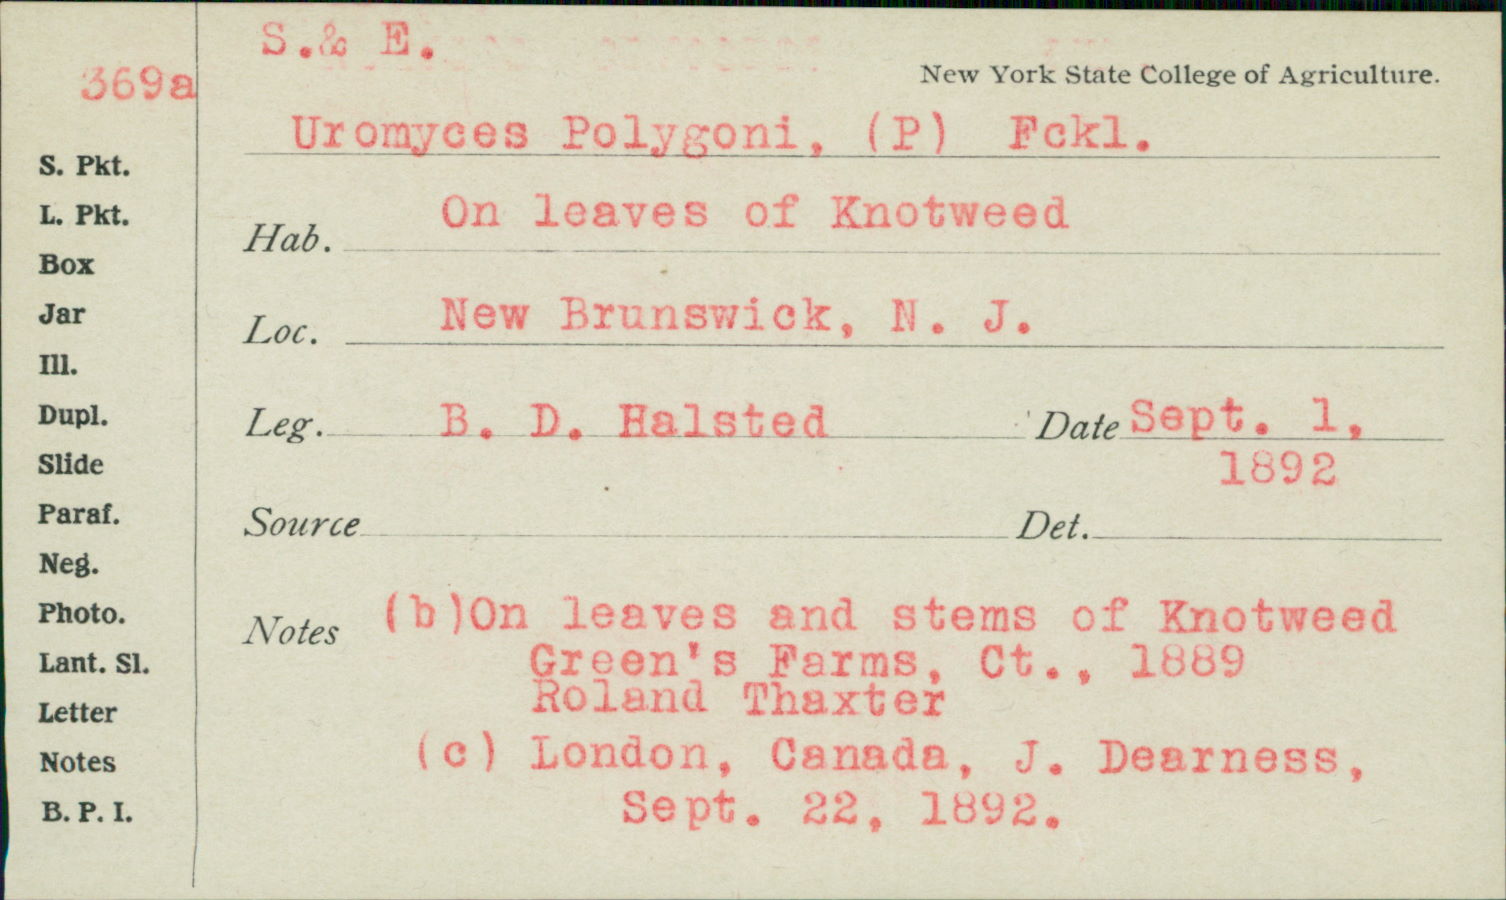 S.& E.
369a
New York State College of Agriculture.
Uromyces Polygoni, (P) Fckl.
S. Pkt.
L. Pkt.
Box
Jar
Ill.
Dupl.
Slide
Paraf.
Neg.
Photo.
Lant. Sl.
Letter
Notes
B. P. I.
Hab. On leaves of Knotweed
Loc. New Brunswick, N. J.
Leg. B. D. Halsted Date Sept. 1,
1892
Source Det.
Notes (b)On leaves and stems of Knotweed
Green's Farms, Ct., 1889
Roland Thaxter
(c) London, Canada, J. Dearness,
Sept. 22, 1892.